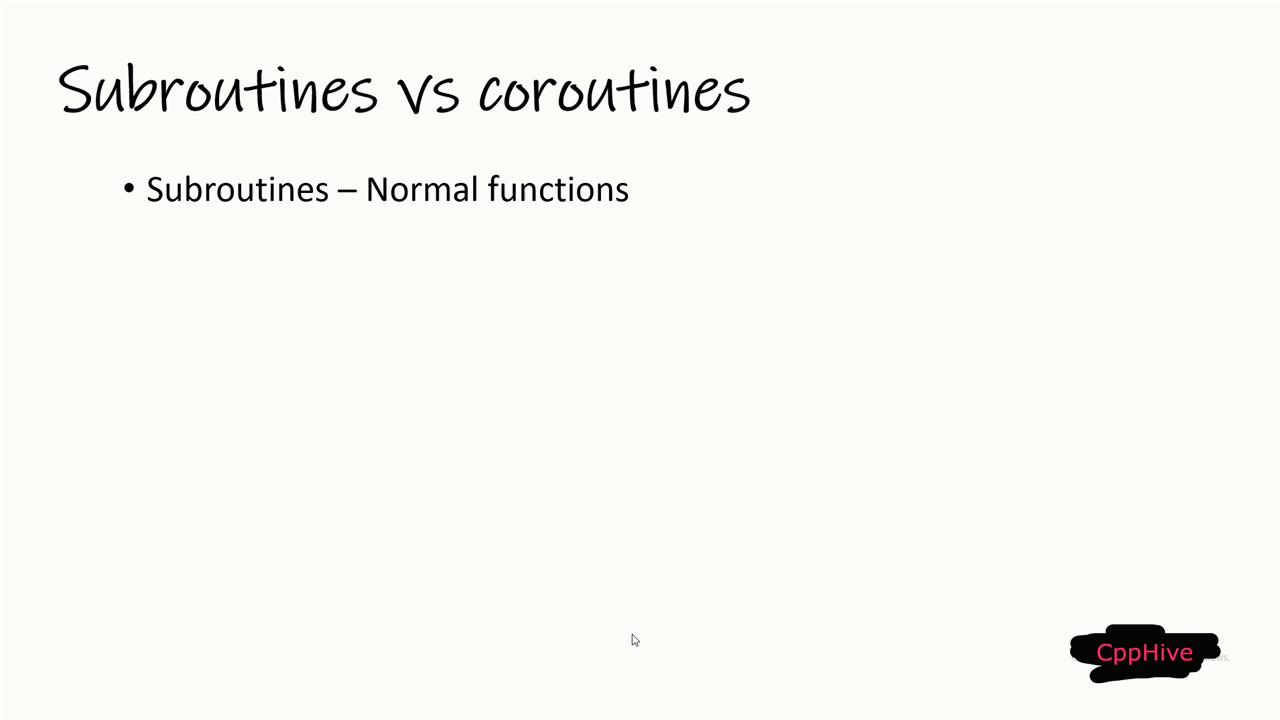 Subroutines vs coroutines
• Subroutines – Normal functions
CppHive